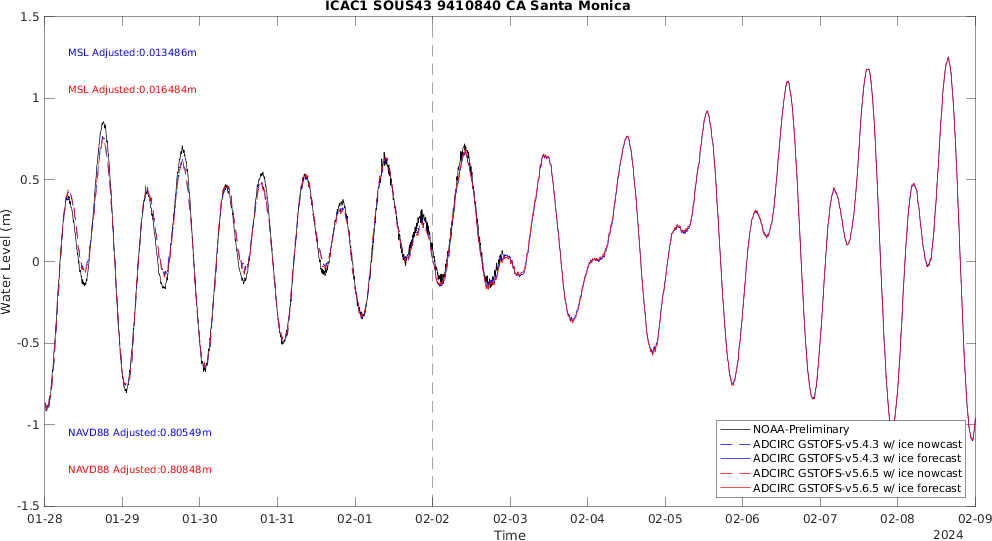 ICAC1 SOUS43 9410840 CA Santa Monica
1.5
1
0.5
0
-0.5
-1
-1.5
Water Level (m)
MSL Adjusted:0.013486m
MSL Adjusted:0.016484m
NAVD88 Adjusted:0.80549m
NAVD88 Adjusted:0.80848m
NOAA-Preliminary
ADCIRC GSTOFS-v5.4.3 w/ ice nowcast
ADCIRC GSTOFS-v5.4.3 w/ ice forecast
ADCIRC GSTOFS-v5.6.5 w/ ice nowcast
ADCIRC GSTOFS-v5.6.5 w/ ice forecast
01-28 01-29 01-30 01-31 02-01 02-02 02-03 02-04 02-05 02-06 02-07 02-08 02-09
Time
2024